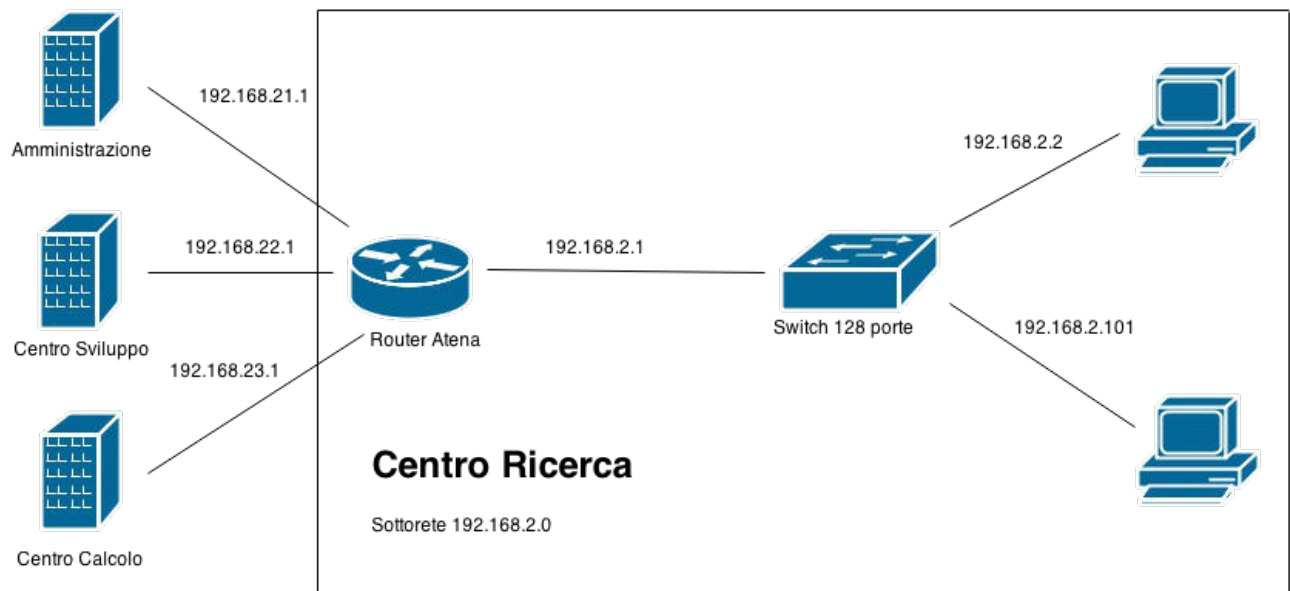 192.168.21.1
Amministrazione
192.168.2.2
192.168.22.1
192.168.2.1
Centro Sviluppo
Router Atena
Switch 128 porte
192.168.2.101
192.168.23.1
Centro Ricerca
Sottorete 192.168.2.0
Centro Calcolo